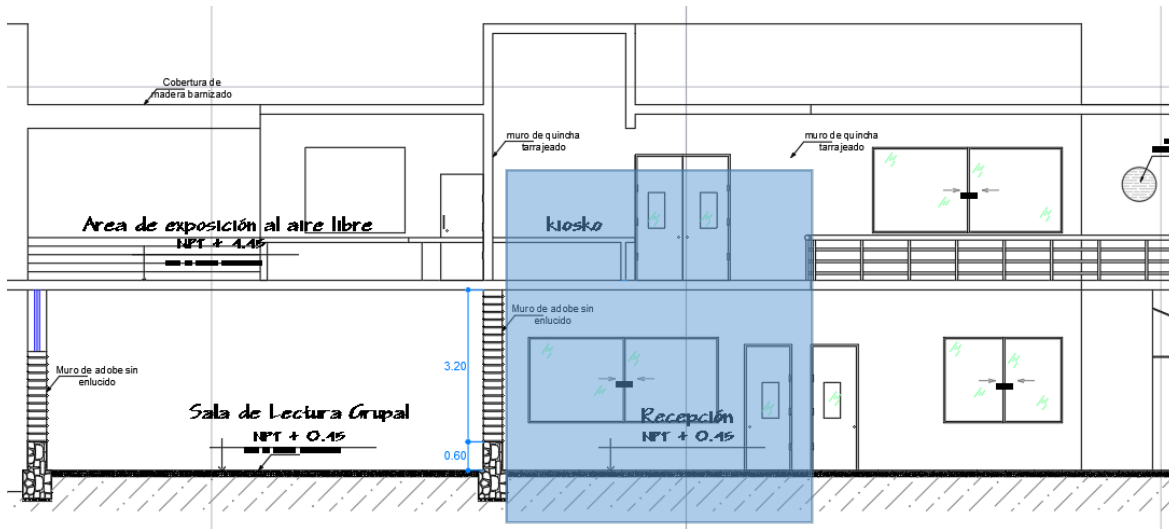 Cobertura de
madera barnizado
muro de quincha
tarrajeado
muro de quincha
tarrajeado
Area de exposición al aire libre
NPT + 4.45
kiosko
Muro de adobe sin
enlucido
3.20
Muro de adobe sin
enlucido
Sala de Lectura Grupal
NPT + 0.45
Recepción
NPT + 0.45
0.60